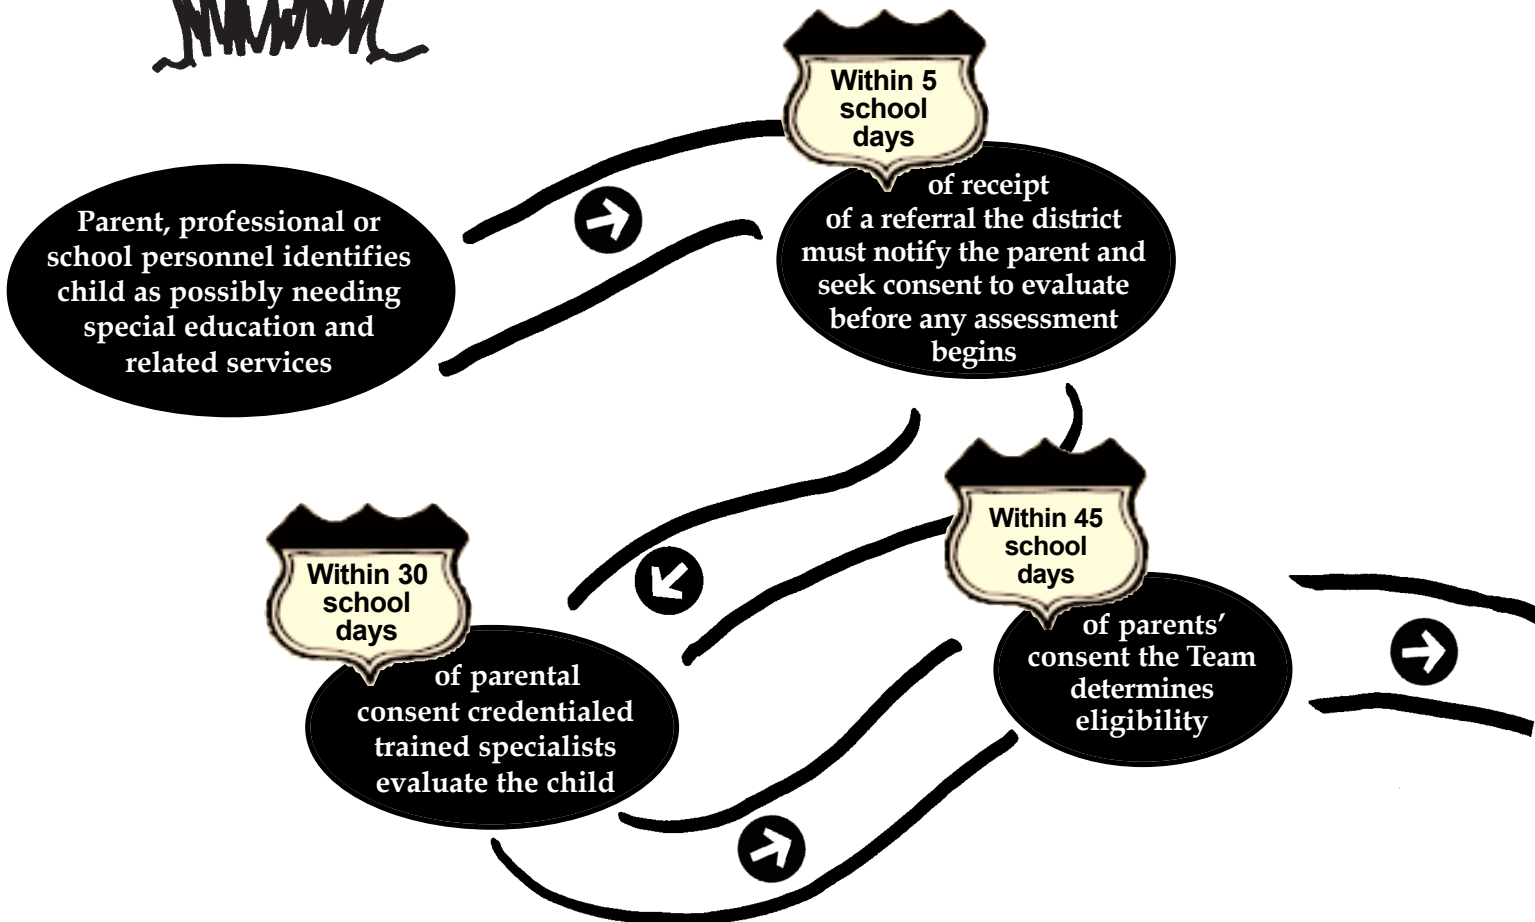 Parent, professional or
school personnel identifies
child as possibly needing
special education and
related services
Within 5
school
days
of receipt
of a referral the district
must notify the parent and
seek consent to evaluate
before any assessment
begins
Within 30
school
days
of parental
consent credentialed
trained specialists
evaluate the child
Within 45
school
days
of parents’
consent the Team
determines
eligibility